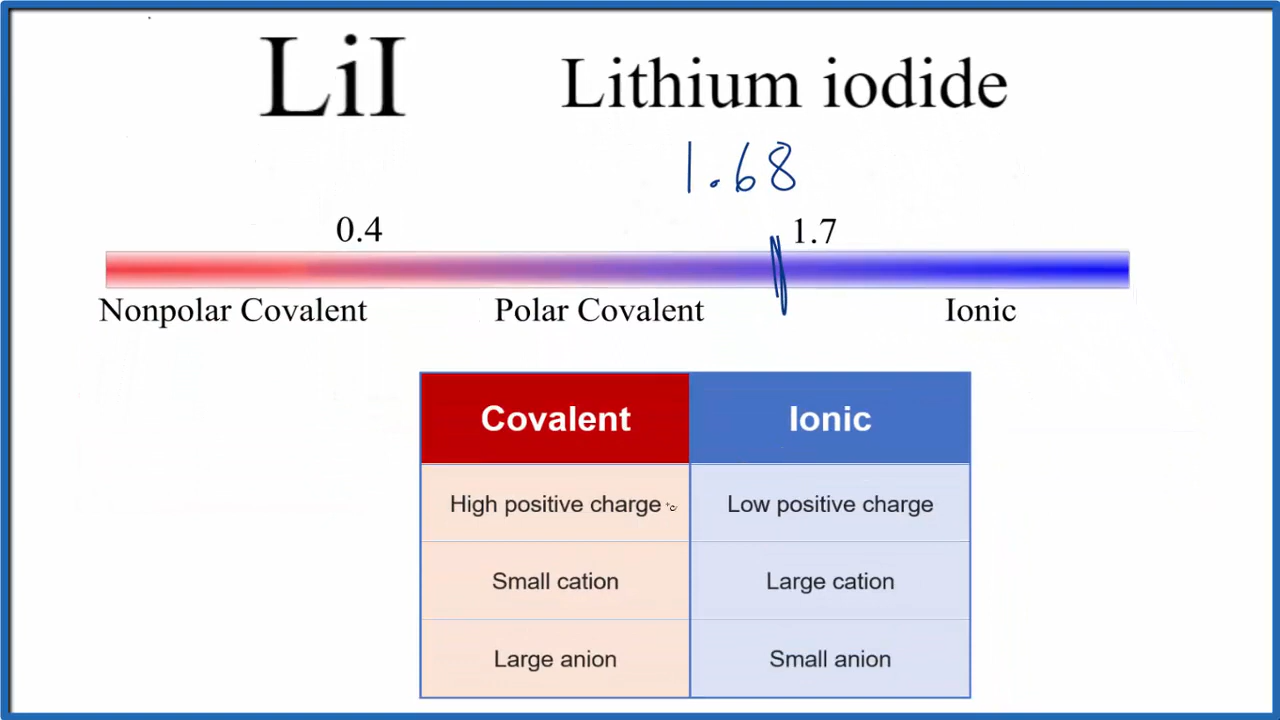 LiI Lithium iodide
1.68
0.4 1.7
Nonpolar Covalent Polar Covalent Ionic
Covalent Ionic
High positive charge Low positive charge
Small cation Large cation
Large anion Small anion